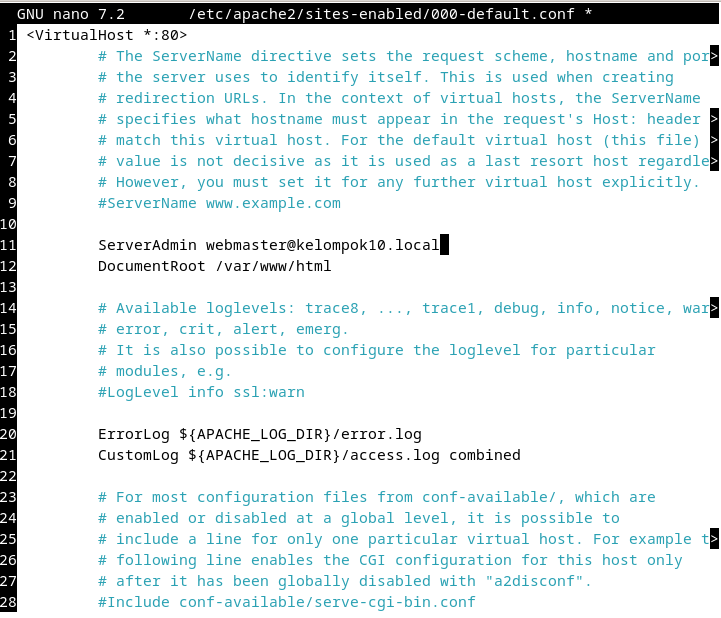 GNU nano 7.2 /etc/apache2/sites-enabled/000-default.conf *
1 <VirtualHost *:80>
2 # The ServerName directive sets the request scheme, hostname and por>
3 # the server uses to identify itself. This is used when creating
4 # redirection URLs. In the context of virtual hosts, the ServerName
5 # specifies what hostname must appear in the request's Host: header >
6 # match this virtual host. For the default virtual host (this file) >
7 # value is not decisive as it is used as a last resort host regardle>
8 # However, you must set it for any further virtual host explicitly.
9 #ServerName www.example.com
10
11 ServerAdmin webmaster@kelompok10.local
12 DocumentRoot /var/www/html
13
14 # Available loglevels: trace8, ..., trace1, debug, info, notice, war>
15 # error, crit, alert, emerg.
16 # It is also possible to configure the loglevel for particular
17 # modules, e.g.
18 #LogLevel info ssl:warn
19
20 ErrorLog ${APACHE_LOG_DIR}/error.log
21 CustomLog ${APACHE_LOG_DIR}/access.log combined
22
23 # For most configuration files from conf-available/, which are
24 # enabled or disabled at a global level, it is possible to
25 # include a line for only one particular virtual host. For example t>
26 # following line enables the CGI configuration for this host only
27 # after it has been globally disabled with "a2disconf".
28 #Include conf-available/serve-cgi-bin.conf